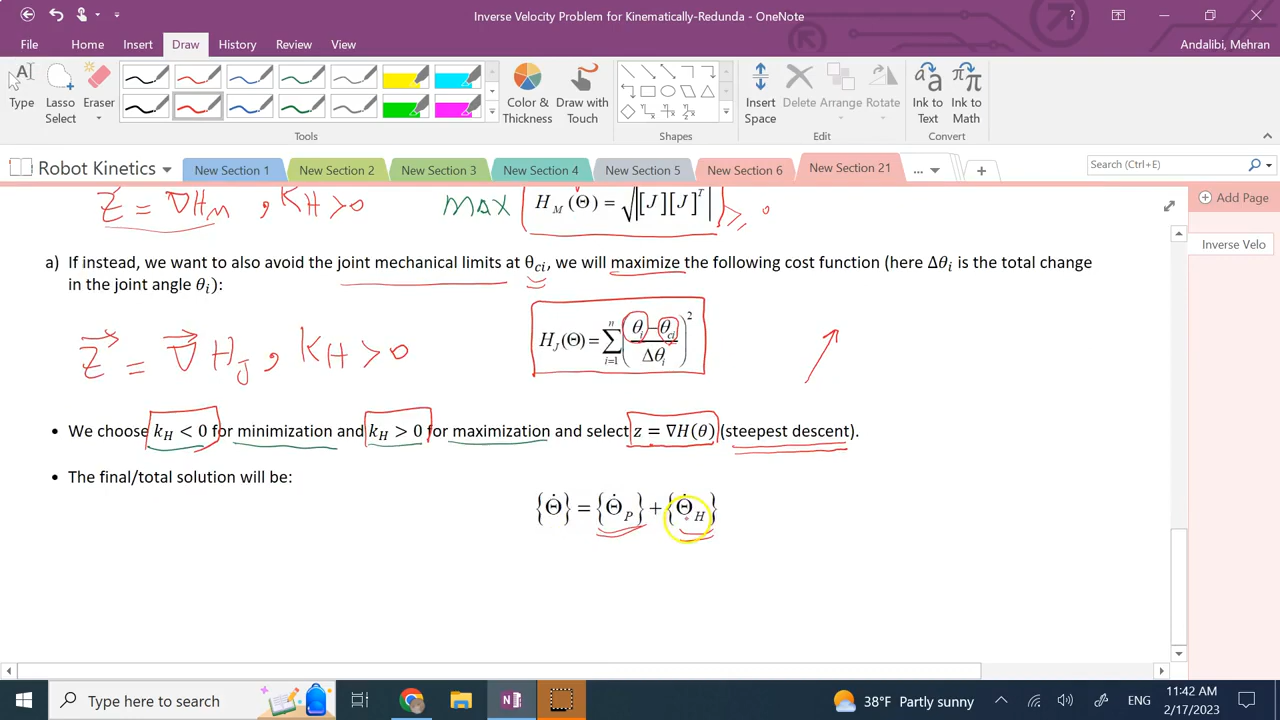 Inverse Velocity Problem for Kinematically-Redunda - OneNote
Andalibi, Mehran
File Home Insert Draw History Review View
Type Lasso Select Eraser Color & Thickness Draw with Touch Insert Space Delete Arrange Rotate Ink to Text Ink to Math
Tools Shapes Edit Convert
Robot Kinetics New Section 1 New Section 2 New Section 3 New Section 4 New Section 5 New Section 6 New Section 21 ... Search (Ctrl+E)
Add Page
Inverse Velo
z = ∇H_M , K_H > 0 max H_M(Θ) = √|[J][J]^T| ≥ 0
a) If instead, we want to also avoid the joint mechanical limits at θ_ci, we will maximize the following cost function (here Δθ_i is the total change
in the joint angle θ_i):
z⃗ = ∇⃗H_J , K_H > 0 H_J(Θ) = ∑_{i=1}^{n} ((θ_i − θ_ci)/Δθ_i)^2
• We choose k_H < 0 for minimization and k_H > 0 for maximization and select z = ∇H(θ) (steepest descent).
• The final/total solution will be:
{Θ̇} = {Θ̇_P} + {Θ̇_H}
Type here to search
38°F Partly sunny
ENG
11:42 AM
2/17/2023